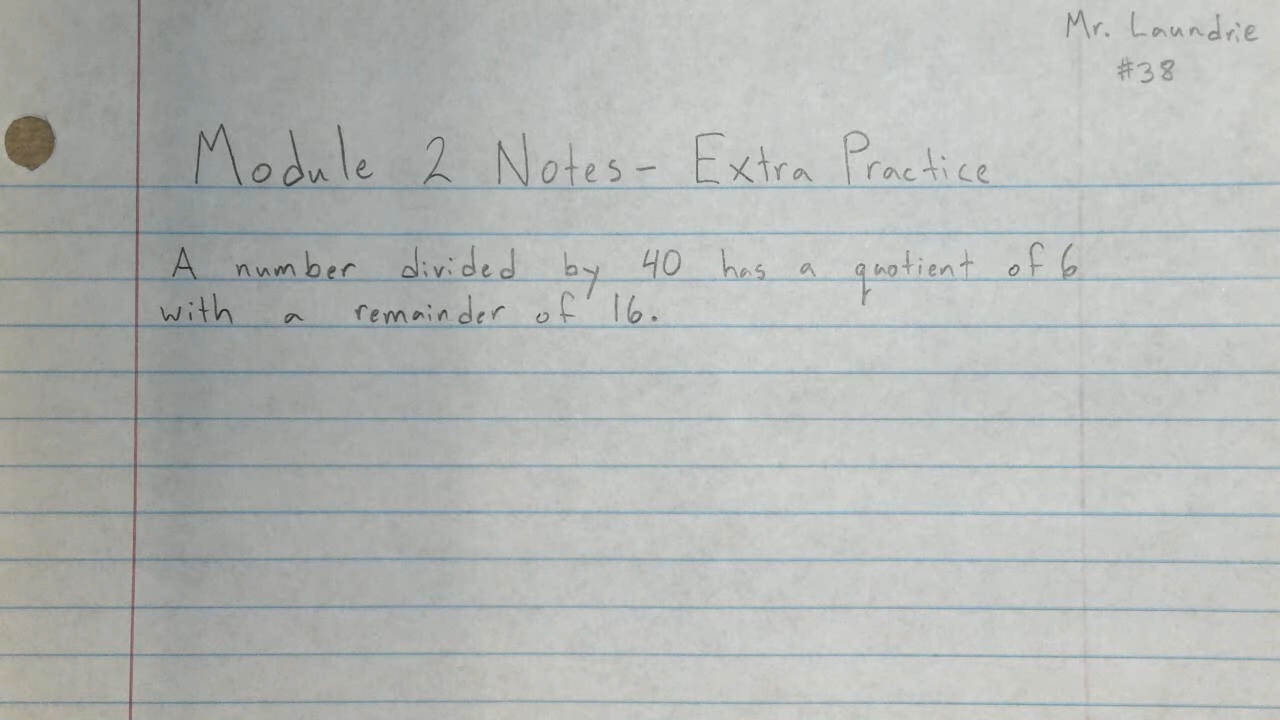 Mr. Laundrie
#38
Module 2 Notes- Extra Practice
A number divided by 40 has a quotient of 6
with a remainder of 16.